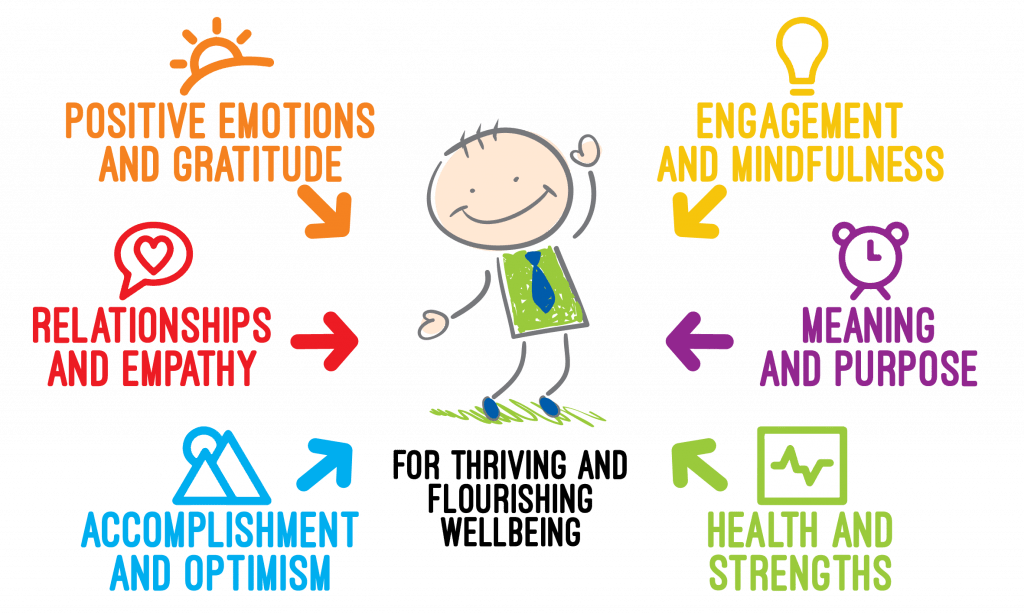 POSITIVE EMOTIONS
AND GRATITUDE
ENGAGEMENT
AND MINDFULNESS
RELATIONSHIPS
AND EMPATHY
MEANING
AND PURPOSE
ACCOMPLISHMENT
AND OPTIMISM
FOR THRIVING AND
FLOURISHING
WELLBEING
HEALTH AND
STRENGTHS